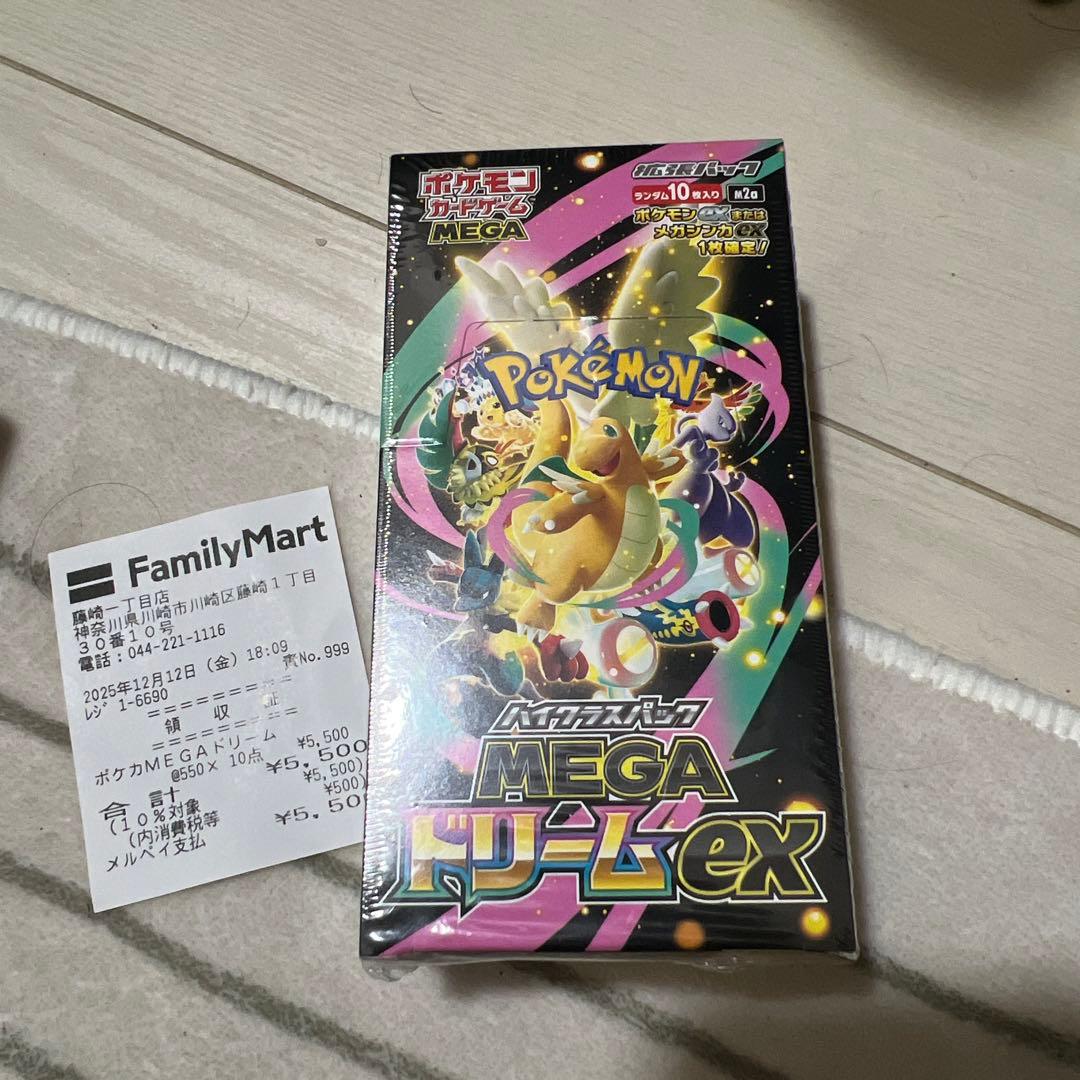 ポケモン
カードゲーム
MEGA
拡張パック
ランダム10枚入り M2a
ポケモンexまたは
メガシンカex
1枚確定!
POKéMON
ハイクラスパック
MEGA
ドリームex
FamilyMart
藤崎一丁目店
神奈川県川崎市川崎区藤崎1丁目
30番10号
電話:044-221-1116
2025年12月12日(金)18:09
ﾚｼﾞ 1-6690 責No.999
=========
領 収 証
=========
ポケカMEGAドリーム ¥5,500
@550× 10点
合 計 ¥5,500
(10%対象 ¥5,500)
(内消費税等 ¥500)
メルペイ支払 ¥5,50